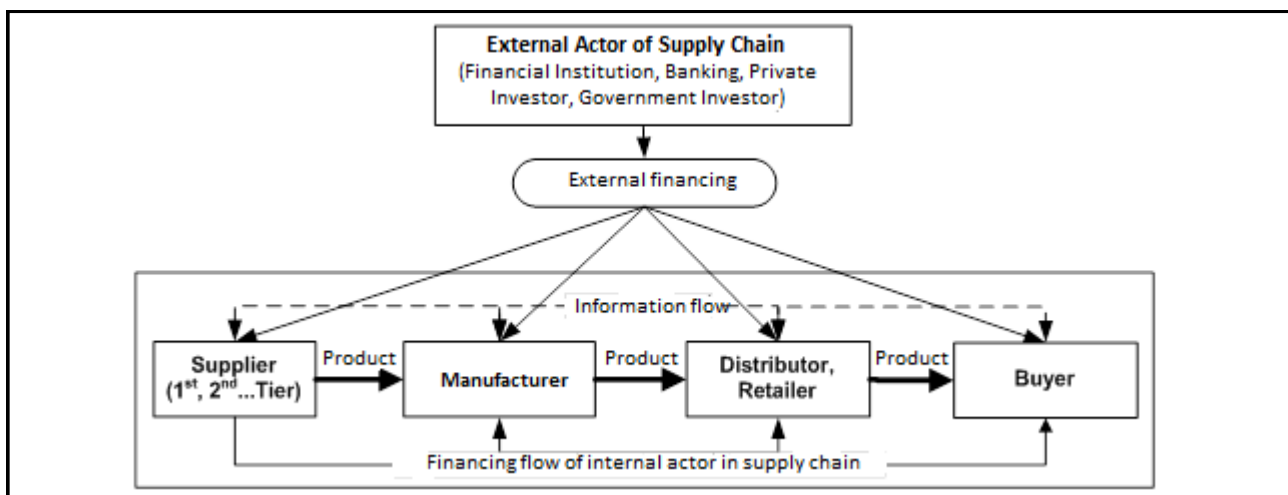 External Actor of Supply Chain
(Financial Institution, Banking, Private
Investor, Government Investor)
External financing
Information flow
Supplier
(1st, 2nd...Tier)
Product
Manufacturer
Product
Distributor,
Retailer
Product
Buyer
Financing flow of internal actor in supply chain